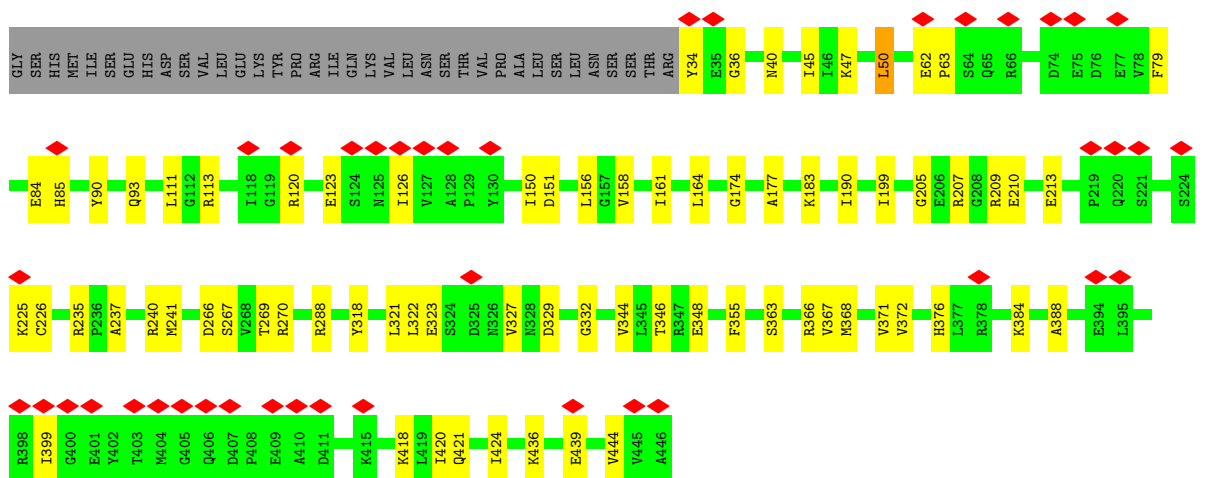 GLY SER HIS MET ILE SER GLU HIS ASP SER VAL LEU GLU LYS TYR PRO ARG ILE GLN LYS VAL LEU ASN SER THR VAL PRO ALA LEU SER LEU ASN SER SER THR ARG Y34 E35 G36 N40 I45 I46 K47 L50 E62 P63 S64 Q65 R66 D74 E75 D76 E77 V78 F79
E84 H85 Y90 Q93 L111 G112 R113 I118 G119 R120 E123 S124 N125 I126 V127 A128 P129 Y130 I150 D151 L156 G157 V158 I161 L164 G174 A177 K183 I190 I199 G205 E206 R207 G208 R209 E210 E213 P219 Q220 S221 S224
K225 C226 R235 P236 A237 R240 M241 D266 S267 V268 T269 R270 R288 Y318 L321 L322 E323 S324 D325 N326 V327 N328 D329 G332 V344 L345 T346 R347 E348 F355 S363 R366 V367 M368 V371 V372 H376 L377 R378 K384 A388 E394 L395
R398 I399 G400 E401 Y402 T403 M404 G405 Q406 D407 P408 E409 A410 D411 K415 K418 L419 I420 Q421 I424 K436 E439 V444 V445 A446